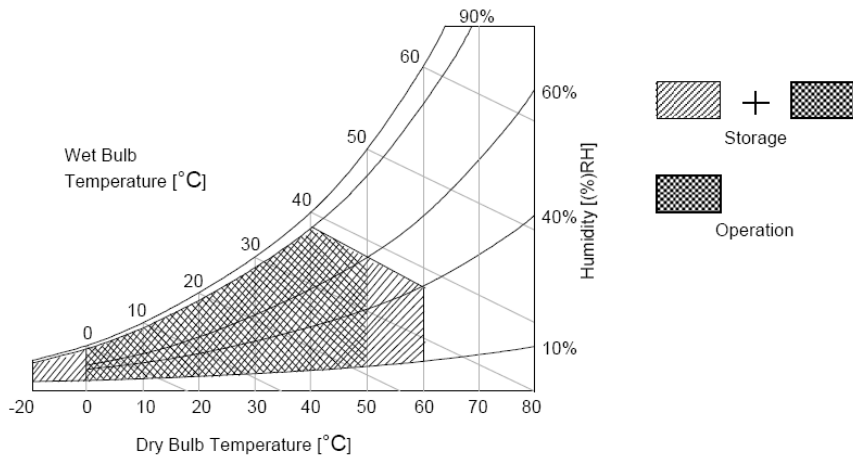 90%
60
60%
50
Wet Bulb
Temperature [°C]
40
40%
30
20
10
0
10%
Humidity [(%)RH]
-20 0 10 20 30 40 50 60 70 80
Dry Bulb Temperature [°C]
+
Storage
Operation